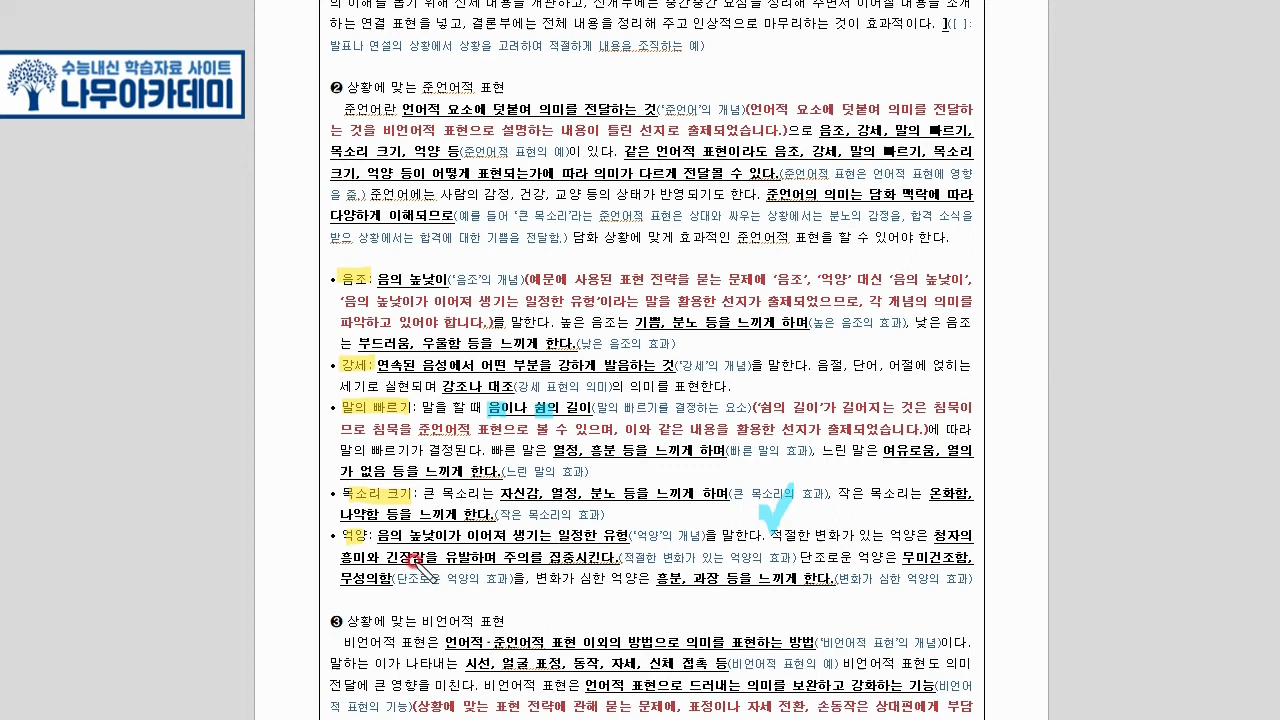 의 이해를 돕기 위해 전체 내용을 개관하고, 전개부에는 중간중간 요점을 정리해 주면서 이어질 내용을 소개
하는 연결 표현을 넣고, 결론부에는 전체 내용을 정리해 주고 인상적으로 마무리하는 것이 효과적이다. ]([ ]:
발표나 연설의 상황에서 상황을 고려하여 적절하게 내용을 조직하는 예)
수능내신 학습자료 사이트
나무아카데미
❷ 상황에 맞는 준언어적 표현
준언어란 언어적 요소에 덧붙여 의미를 전달하는 것('준언어'의 개념)(언어적 요소에 덧붙여 의미를 전달하
는 것을 비언어적 표현으로 설명하는 내용이 틀린 선지로 출제되었습니다.)으로 음조, 강세, 말의 빠르기,
목소리 크기, 억양 등(준언어적 표현의 예)이 있다. 같은 언어적 표현이라도 음조, 강세, 말의 빠르기, 목소리
크기, 억양 등이 어떻게 표현되는가에 따라 의미가 다르게 전달될 수 있다.(준언어적 표현은 언어적 표현에 영향
을 줌.) 준언어에는 사람의 감정, 건강, 교양 등의 상태가 반영되기도 한다. 준언어의 의미는 담화 맥락에 따라
다양하게 이해되므로(예를 들어 '큰 목소리'라는 준언어적 표현은 상대와 싸우는 상황에서는 분노의 감정을, 합격 소식을
받은 상황에서는 합격에 대한 기쁨을 전달함.) 담화 상황에 맞게 효과적인 준언어적 표현을 할 수 있어야 한다.
• 음조: 음의 높낮이('음조'의 개념)(예문에 사용된 표현 전략을 묻는 문제에 '음조', '억양' 대신 '음의 높낮이',
'음의 높낮이가 이어져 생기는 일정한 유형'이라는 말을 활용한 선지가 출제되었으므로, 각 개념의 의미를
파악하고 있어야 합니다.)를 말한다. 높은 음조는 기쁨, 분노 등을 느끼게 하며(높은 음조의 효과), 낮은 음조
는 부드러움, 우울함 등을 느끼게 한다.(낮은 음조의 효과)
• 강세: 연속된 음성에서 어떤 부분을 강하게 발음하는 것('강세'의 개념)을 말한다. 음절, 단어, 어절에 얹히는
세기로 실현되며 강조나 대조(강세 표현의 의미)의 의미를 표현한다.
• 말의 빠르기: 말을 할 때 음이나 쉼의 길이(말의 빠르기를 결정하는 요소)('쉼의 길이'가 길어지는 것은 침묵이
므로 침묵을 준언어적 표현으로 볼 수 있으며, 이와 같은 내용을 활용한 선지가 출제되었습니다.)에 따라
말의 빠르기가 결정된다. 빠른 말은 열정, 흥분 등을 느끼게 하며(빠른 말의 효과), 느린 말은 여유로움, 열의
가 없음 등을 느끼게 한다.(느린 말의 효과)
• 목소리 크기: 큰 목소리는 자신감, 열정, 분노 등을 느끼게 하며(큰 목소리의 효과), 작은 목소리는 온화함,
나약함 등을 느끼게 한다.(작은 목소리의 효과)
• 억양: 음의 높낮이가 이어져 생기는 일정한 유형('억양'의 개념)을 말한다. 적절한 변화가 있는 억양은 청자의
흥미와 긴장감을 유발하며 주의를 집중시킨다.(적절한 변화가 있는 억양의 효과) 단조로운 억양은 무미건조함,
무성의함(단조로운 억양의 효과)을, 변화가 심한 억양은 흥분, 과장 등을 느끼게 한다.(변화가 심한 억양의 효과)
❸ 상황에 맞는 비언어적 표현
비언어적 표현은 언어적·준언어적 표현 이외의 방법으로 의미를 표현하는 방법('비언어적 표현'의 개념)이다.
말하는 이가 나타내는 시선, 얼굴 표정, 동작, 자세, 신체 접촉 등(비언어적 표현의 예) 비언어적 표현도 의미
전달에 큰 영향을 미친다. 비언어적 표현은 언어적 표현으로 드러내는 의미를 보완하고 강화하는 기능(비언어
적 표현의 기능)(상황에 맞는 표현 전략에 관해 묻는 문제에, 표정이나 자세 전환, 손동작은 상대편에게 부담